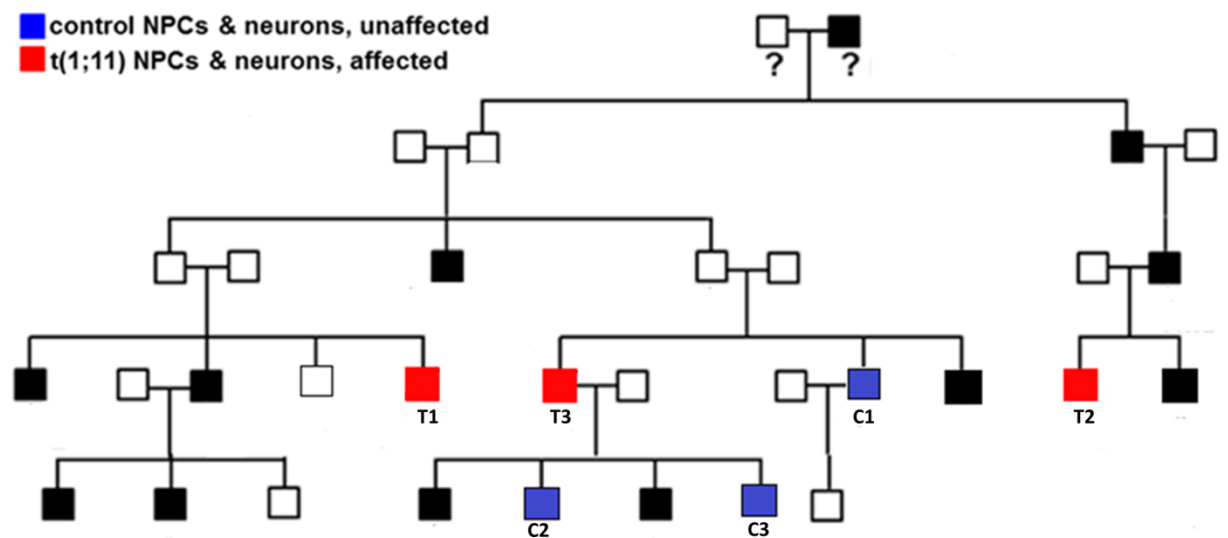 control NPCs & neurons, unaffected
t(1;11) NPCs & neurons, affected
? ?
T1 T3 C1 T2
C2 C3